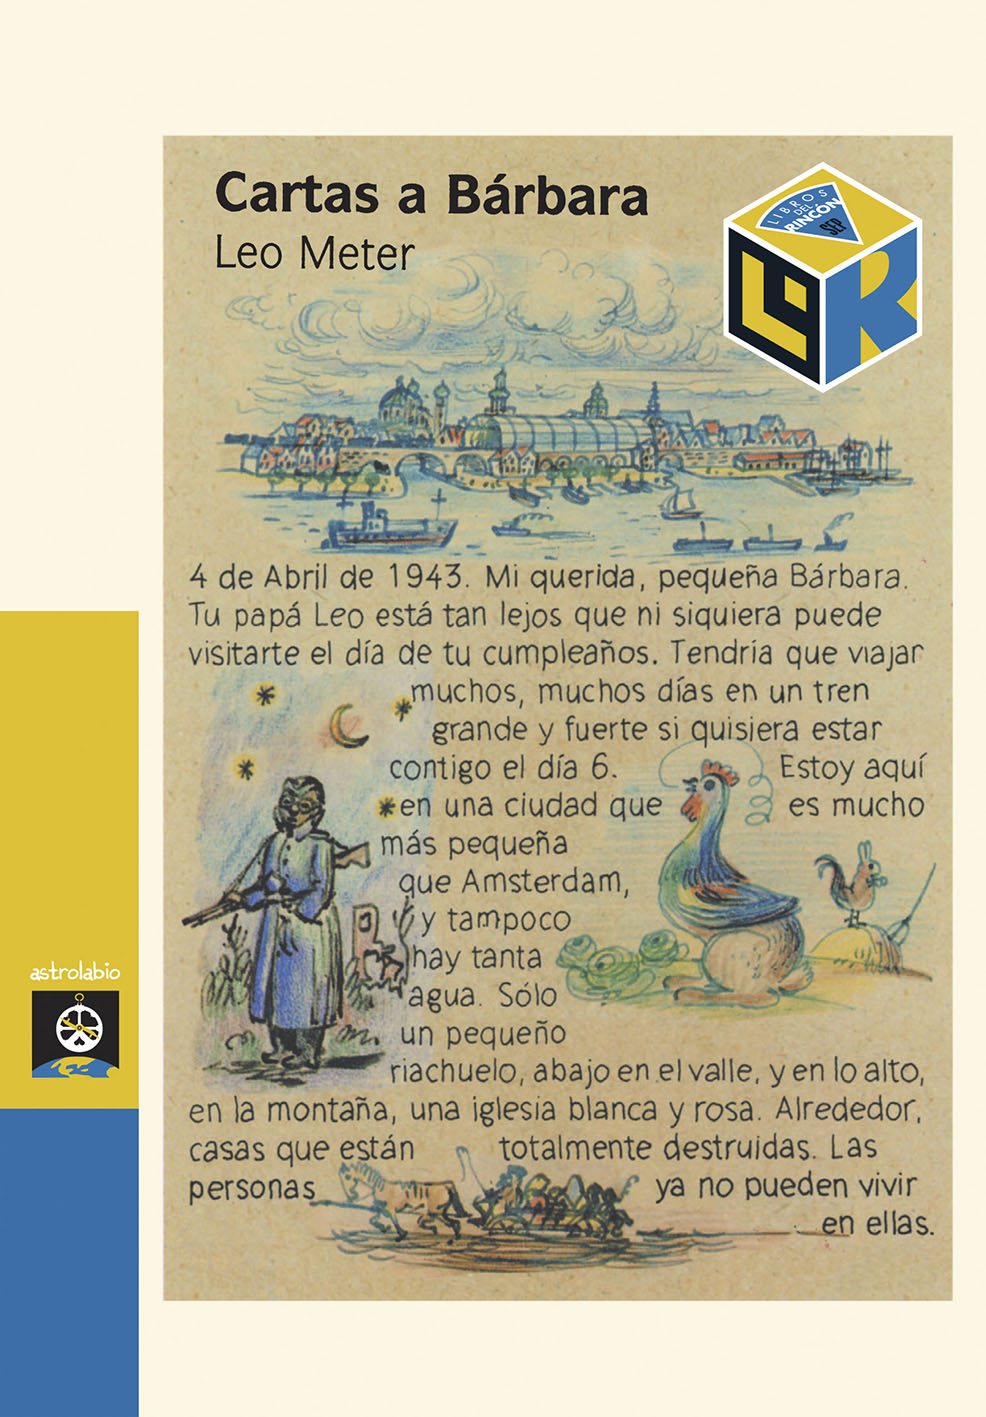 Cartas a Bárbara
Leo Meter
LIBROS
DEL
RINCÓN
SEP
LR
4 de Abril de 1943. Mi querida, pequeña Bárbara.
Tu papá Leo está tan lejos que ni siquiera puede
visitarte el día de tu cumpleaños. Tendría que viajar
muchos, muchos días en un tren
grande y fuerte si quisiera estar
contigo el día 6. Estoy aquí
en una ciudad que es mucho
más pequeña
que Amsterdam,
y tampoco
hay tanta
agua. Sólo
un pequeño
riachuelo, abajo en el valle, y en lo alto,
en la montaña, una iglesia blanca y rosa. Alrededor,
casas que están totalmente destruidas. Las
personas ya no pueden vivir
en ellas.
astrolabio